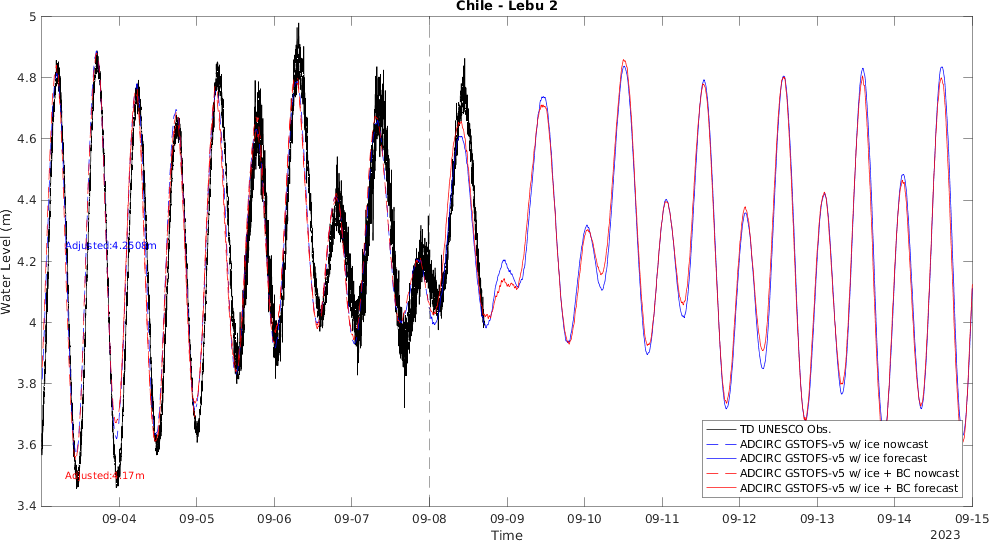 Chile - Lebu 2
5
4.8
4.6
4.4
4.2
4
3.8
3.6
3.4
Water Level (m)
Adjusted:4.2508m
Adjusted:4.17m
TD UNESCO Obs.
ADCIRC GSTOFS-v5 w/ ice nowcast
ADCIRC GSTOFS-v5 w/ ice forecast
ADCIRC GSTOFS-v5 w/ ice + BC nowcast
ADCIRC GSTOFS-v5 w/ ice + BC forecast
09-04 09-05 09-06 09-07 09-08 09-09 09-10 09-11 09-12 09-13 09-14 09-15
Time
2023